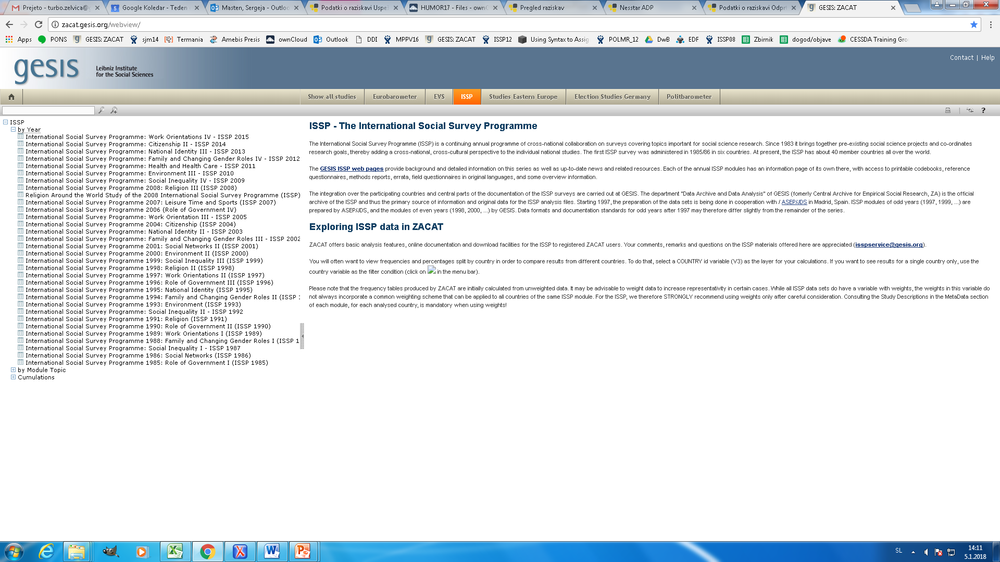 Prejeto - turbo.zelvica@g
Google Koledar - Teden
Masten, Sergeja - Outloo
Podatki o raziskavi Uspeš
HUMOR17 - Files - ownC
Pregled raziskav
Nesstar ADP
Podatki o raziskavi Odprt
GESIS: ZACAT
zacat.gesis.org/webview/
Apps PONS GESIS: ZACAT sjm14 Termania Amebis Presis ownCloud Outlook DDI MPPV16 GESIS: ZACAT ISSP12 Using Syntax to Assig POLMR_12 DwB EDF ISSP08 Zbirnik dogod/objave CESSDA Training Gro
Contact | Help
gesis
Leibniz Institute
for the Social Sciences
Show all studies Eurobarometer EVS ISSP Studies Eastern Europe Election Studies Germany Politbarometer
ISSP
by Year
International Social Survey Programme: Work Orientations IV - ISSP 2015
International Social Survey Programme: Citizenship II - ISSP 2014
International Social Survey Programme: National Identity III - ISSP 2013
International Social Survey Programme: Family and Changing Gender Roles IV - ISSP 2012
International Social Survey Programme: Health and Health Care - ISSP 2011
International Social Survey Programme: Environment III - ISSP 2010
International Social Survey Programme: Social Inequality IV - ISSP 2009
International Social Survey Programme 2008: Religion III (ISSP 2008)
Religion Around the World Study of the 2008 International Social Survey Programme (ISSP)
International Social Survey Programme 2007: Leisure Time and Sports (ISSP 2007)
International Social Survey Programme 2006 (Role of Government IV)
International Social Survey Programme: Work Orientation III - ISSP 2005
International Social Survey Programme 2004: Citizenship (ISSP 2004)
International Social Survey Programme: National Identity II - ISSP 2003
International Social Survey Programme: Family and Changing Gender Roles III - ISSP 2002
International Social Survey Programme 2001: Social Networks II (ISSP 2001)
International Social Survey Programme 2000: Environment II (ISSP 2000)
International Social Survey Programme 1999: Social Inequality III (ISSP 1999)
International Social Survey Programme 1998: Religion II (ISSP 1998)
International Social Survey Programme 1997: Work Orientations II (ISSP 1997)
International Social Survey Programme 1996: Role of Government III (ISSP 1996)
International Social Survey Programme 1995: National Identity (ISSP 1995)
International Social Survey Programme 1994: Family and Changing Gender Roles II (ISSP 1
International Social Survey Programme 1993: Environment (ISSP 1993)
International Social Survey Programme: Social Inequality II - ISSP 1992
International Social Survey Programme 1991: Religion (ISSP 1991)
International Social Survey Programme 1990: Role of Government II (ISSP 1990)
International Social Survey Programme 1989: Work Orientations I (ISSP 1989)
International Social Survey Programme 1988: Family and Changing Gender Roles I (ISSP 1
International Social Survey Programme: Social Inequality I - ISSP 1987
International Social Survey Programme 1986: Social Networks (ISSP 1986)
International Social Survey Programme 1985: Role of Government I (ISSP 1985)
by Module Topic
Cumulations
ISSP - The International Social Survey Programme
The International Social Survey Programme (ISSP) is a continuing annual programme of cross-national collaboration on surveys covering topics important for social science research. Since 1983 it brings together pre-existing social science projects and co-ordinates
research goals, thereby adding a cross-national, cross-cultural perspective to the individual national studies. The first ISSP survey was administered in 1985/86 in six countries. At present, the ISSP has about 40 member countries all over the world.
The GESIS ISSP web pages provide background and detailed information on this series as well as up-to-date news and related resources. Each of the annual ISSP modules has an information page of its own there, with access to printable codebooks, reference
questionnaires, methods reports, errata, field questionnaires in original languages, and some overview information.
The integration over the participating countries and central parts of the documentation of the ISSP surveys are carried out at GESIS. The department "Data Archive and Data Analysis" of GESIS (fomerly Central Archive for Empirical Social Research, ZA) is the official
archive of the ISSP and thus the primary source of information and original data for the ISSP analysis files. Starting 1997, the preparation of the data sets is being done in cooperation with / ASEP/JDS in Madrid, Spain. ISSP modules of odd years (1997, 1999, ...) are
prepared by ASEP/JDS, and the modules of even years (1998, 2000, ...) by GESIS. Data formats and documentation standards for odd years after 1997 may therefore differ slightly from the remainder of the series.
Exploring ISSP data in ZACAT
ZACAT offers basic analysis features, online documentation and download facilities for the ISSP to registered ZACAT users. Your comments, remarks and questions on the ISSP materials offered here are appreciated (isspservice@gesis.org).
You will often want to view frequencies and percentages split by country in order to compare results from different countries. To do that, select a COUNTRY id variable (V3) as the layer for your calculations. If you want to see results for a single country only, use the
country variable as the filter condition (click on in the menu bar).
Please note that the frequency tables produced by ZACAT are initially calculated from unweighted data. It may be advisable to weight data to increase representativity in certain cases. While all ISSP data sets do have a variable with weights, the weights in this variable do
not always incorporate a common weighting scheme that can be applied to all countries of the same ISSP module. For the ISSP, we therefore STRONGLY recommend using weights only after careful consideration. Consulting the Study Descriptions in the MetaData section
of each module, for each analysed country, is mandatory when using weights!
SL
14:11
5.1.2018